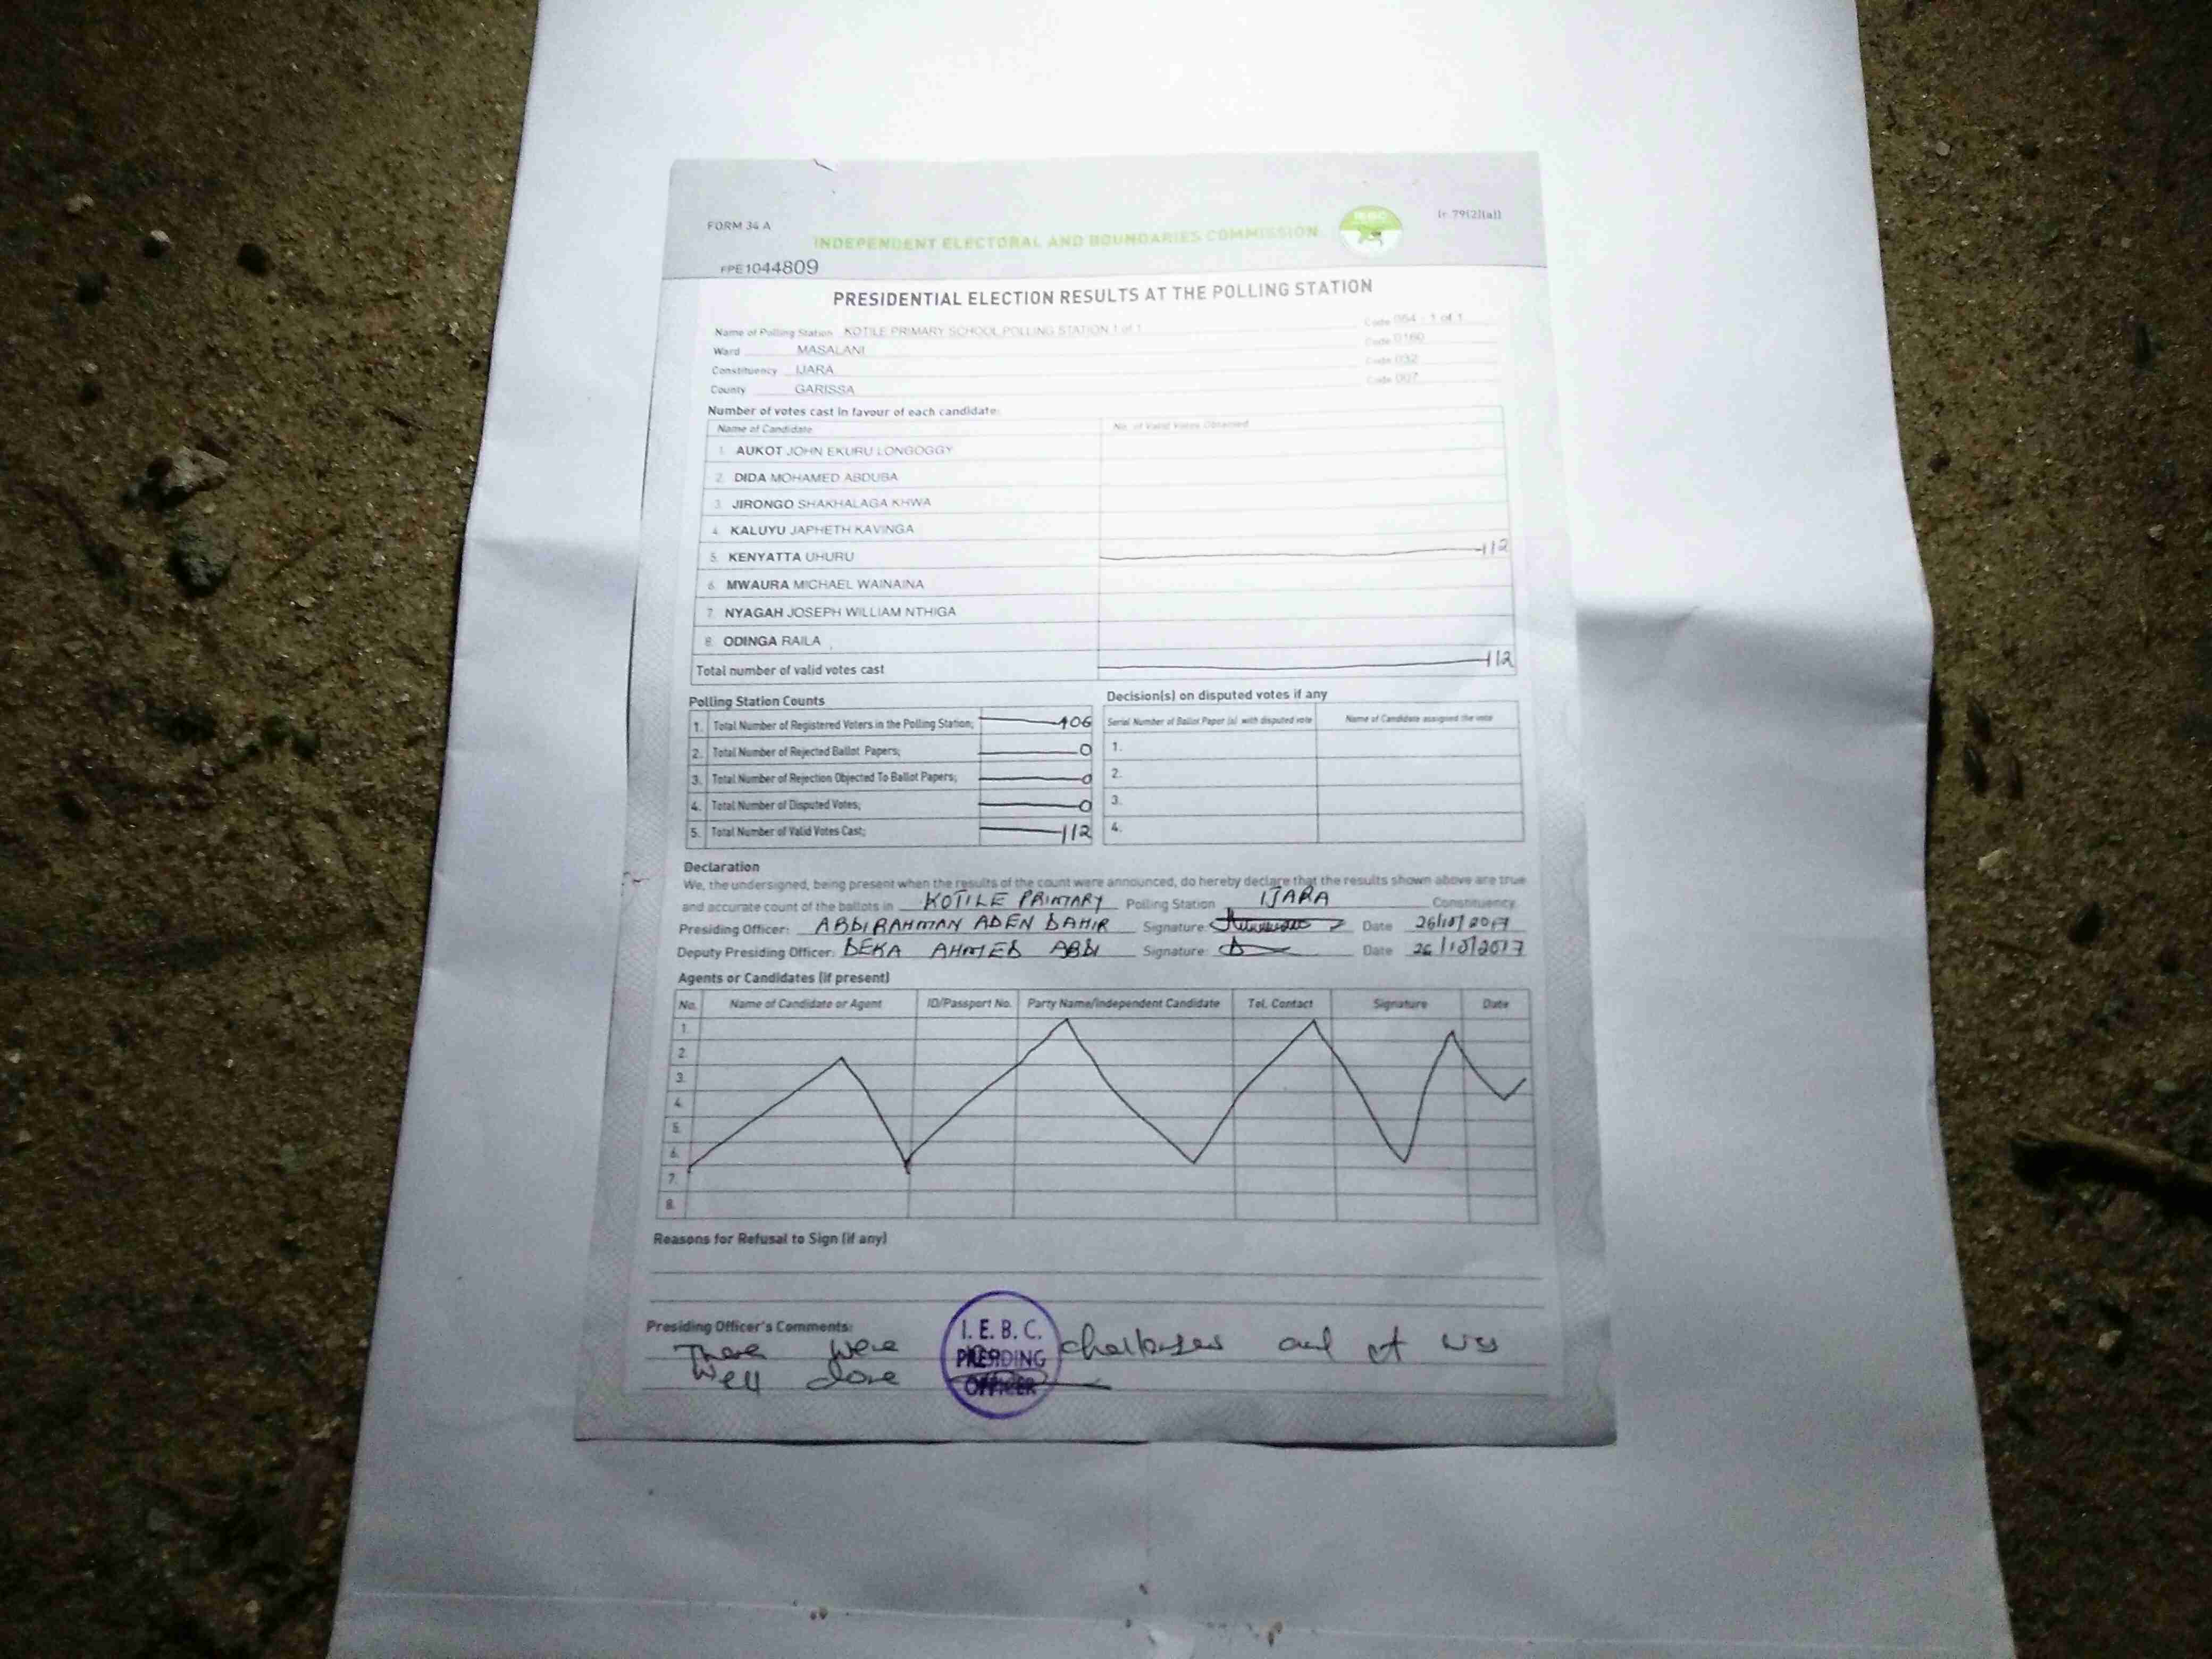 FORM 34 A
INDEPENDENT ELECTORAL AND BOUNDARIES COMMISSION
IEBC
(r. 79(2)(a))
FPE1044809
PRESIDENTIAL ELECTION RESULTS AT THE POLLING STATION
Name of Polling Station KOTILE PRIMARY SCHOOL POLLING STATION 1 of 1 Code 054 - 1 of 1
Ward MASALANI Code 0160
Constituency IJARA Code 032
County GARISSA Code 007
Number of votes cast in favour of each candidate:
Name of Candidate No. of Valid Votes Obtained
1. AUKOT JOHN EKURU LONGOGGY
2. DIDA MOHAMED ABDUBA
3. JIRONGO SHAKHALAGA KHWA
4. KALUYU JAPHETH KAVINGA
5. KENYATTA UHURU 112
6. MWAURA MICHAEL WAINAINA
7. NYAGAH JOSEPH WILLIAM NTHIGA
8. ODINGA RAILA
Total number of valid votes cast 112
Polling Station Counts
1. Total Number of Registered Voters in the Polling Station; 406
2. Total Number of Rejected Ballot Papers; 0
3. Total Number of Rejection Objected To Ballot Papers; 0
4. Total Number of Disputed Votes; 0
5. Total Number of Valid Votes Cast; 112
Decision(s) on disputed votes if any
Serial Number of Ballot Paper (s) with disputed vote Name of Candidate assigned the vote
1.
2.
3.
4.
Declaration
We, the undersigned, being present when the results of the count were announced, do hereby declare that the results shown above are true
and accurate count of the ballots in KOTILE PRIMARY Polling Station IJARA Constituency
Presiding Officer: ABDIRAHMAN ADEN DAHIR Signature: Date 26/10/2017
Deputy Presiding Officer: DEKA AHMED ABDI Signature: Date 26/10/2017
Agents or Candidates (if present)
No. Name of Candidate or Agent ID/Passport No. Party Name/Independent Candidate Tel. Contact Signature Date
1.
2.
3.
4.
5.
6.
7.
8.
Reasons for Refusal to Sign (if any)
Presiding Officer's Comments:
There were challenges and it was
Well done
I. E. B. C.
PRESIDING
OFFICER